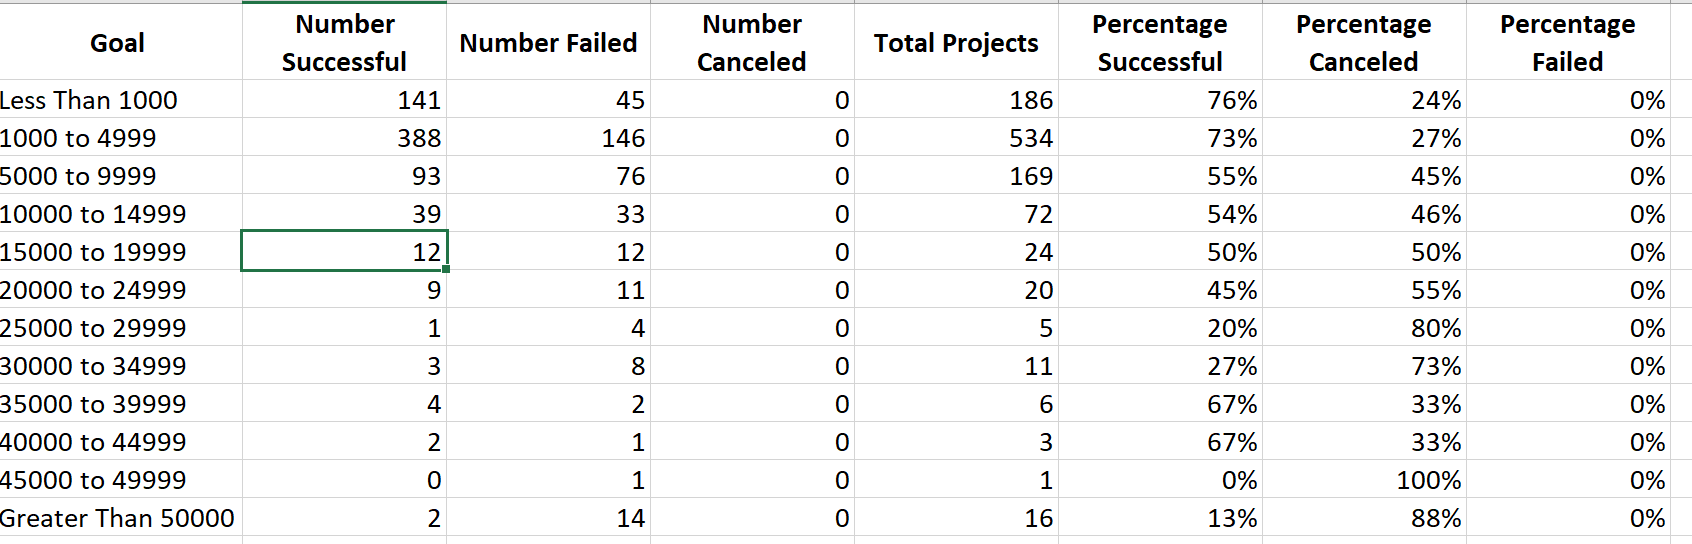 Goal Number Successful Number Failed Number Canceled Total Projects Percentage Successful Percentage Canceled Percentage Failed
Less Than 1000 141 45 0 186 76% 24% 0%
1000 to 4999 388 146 0 534 73% 27% 0%
5000 to 9999 93 76 0 169 55% 45% 0%
10000 to 14999 39 33 0 72 54% 46% 0%
15000 to 19999 12 12 0 24 50% 50% 0%
20000 to 24999 9 11 0 20 45% 55% 0%
25000 to 29999 1 4 0 5 20% 80% 0%
30000 to 34999 3 8 0 11 27% 73% 0%
35000 to 39999 4 2 0 6 67% 33% 0%
40000 to 44999 2 1 0 3 67% 33% 0%
45000 to 49999 0 1 0 1 0% 100% 0%
Greater Than 50000 2 14 0 16 13% 88% 0%